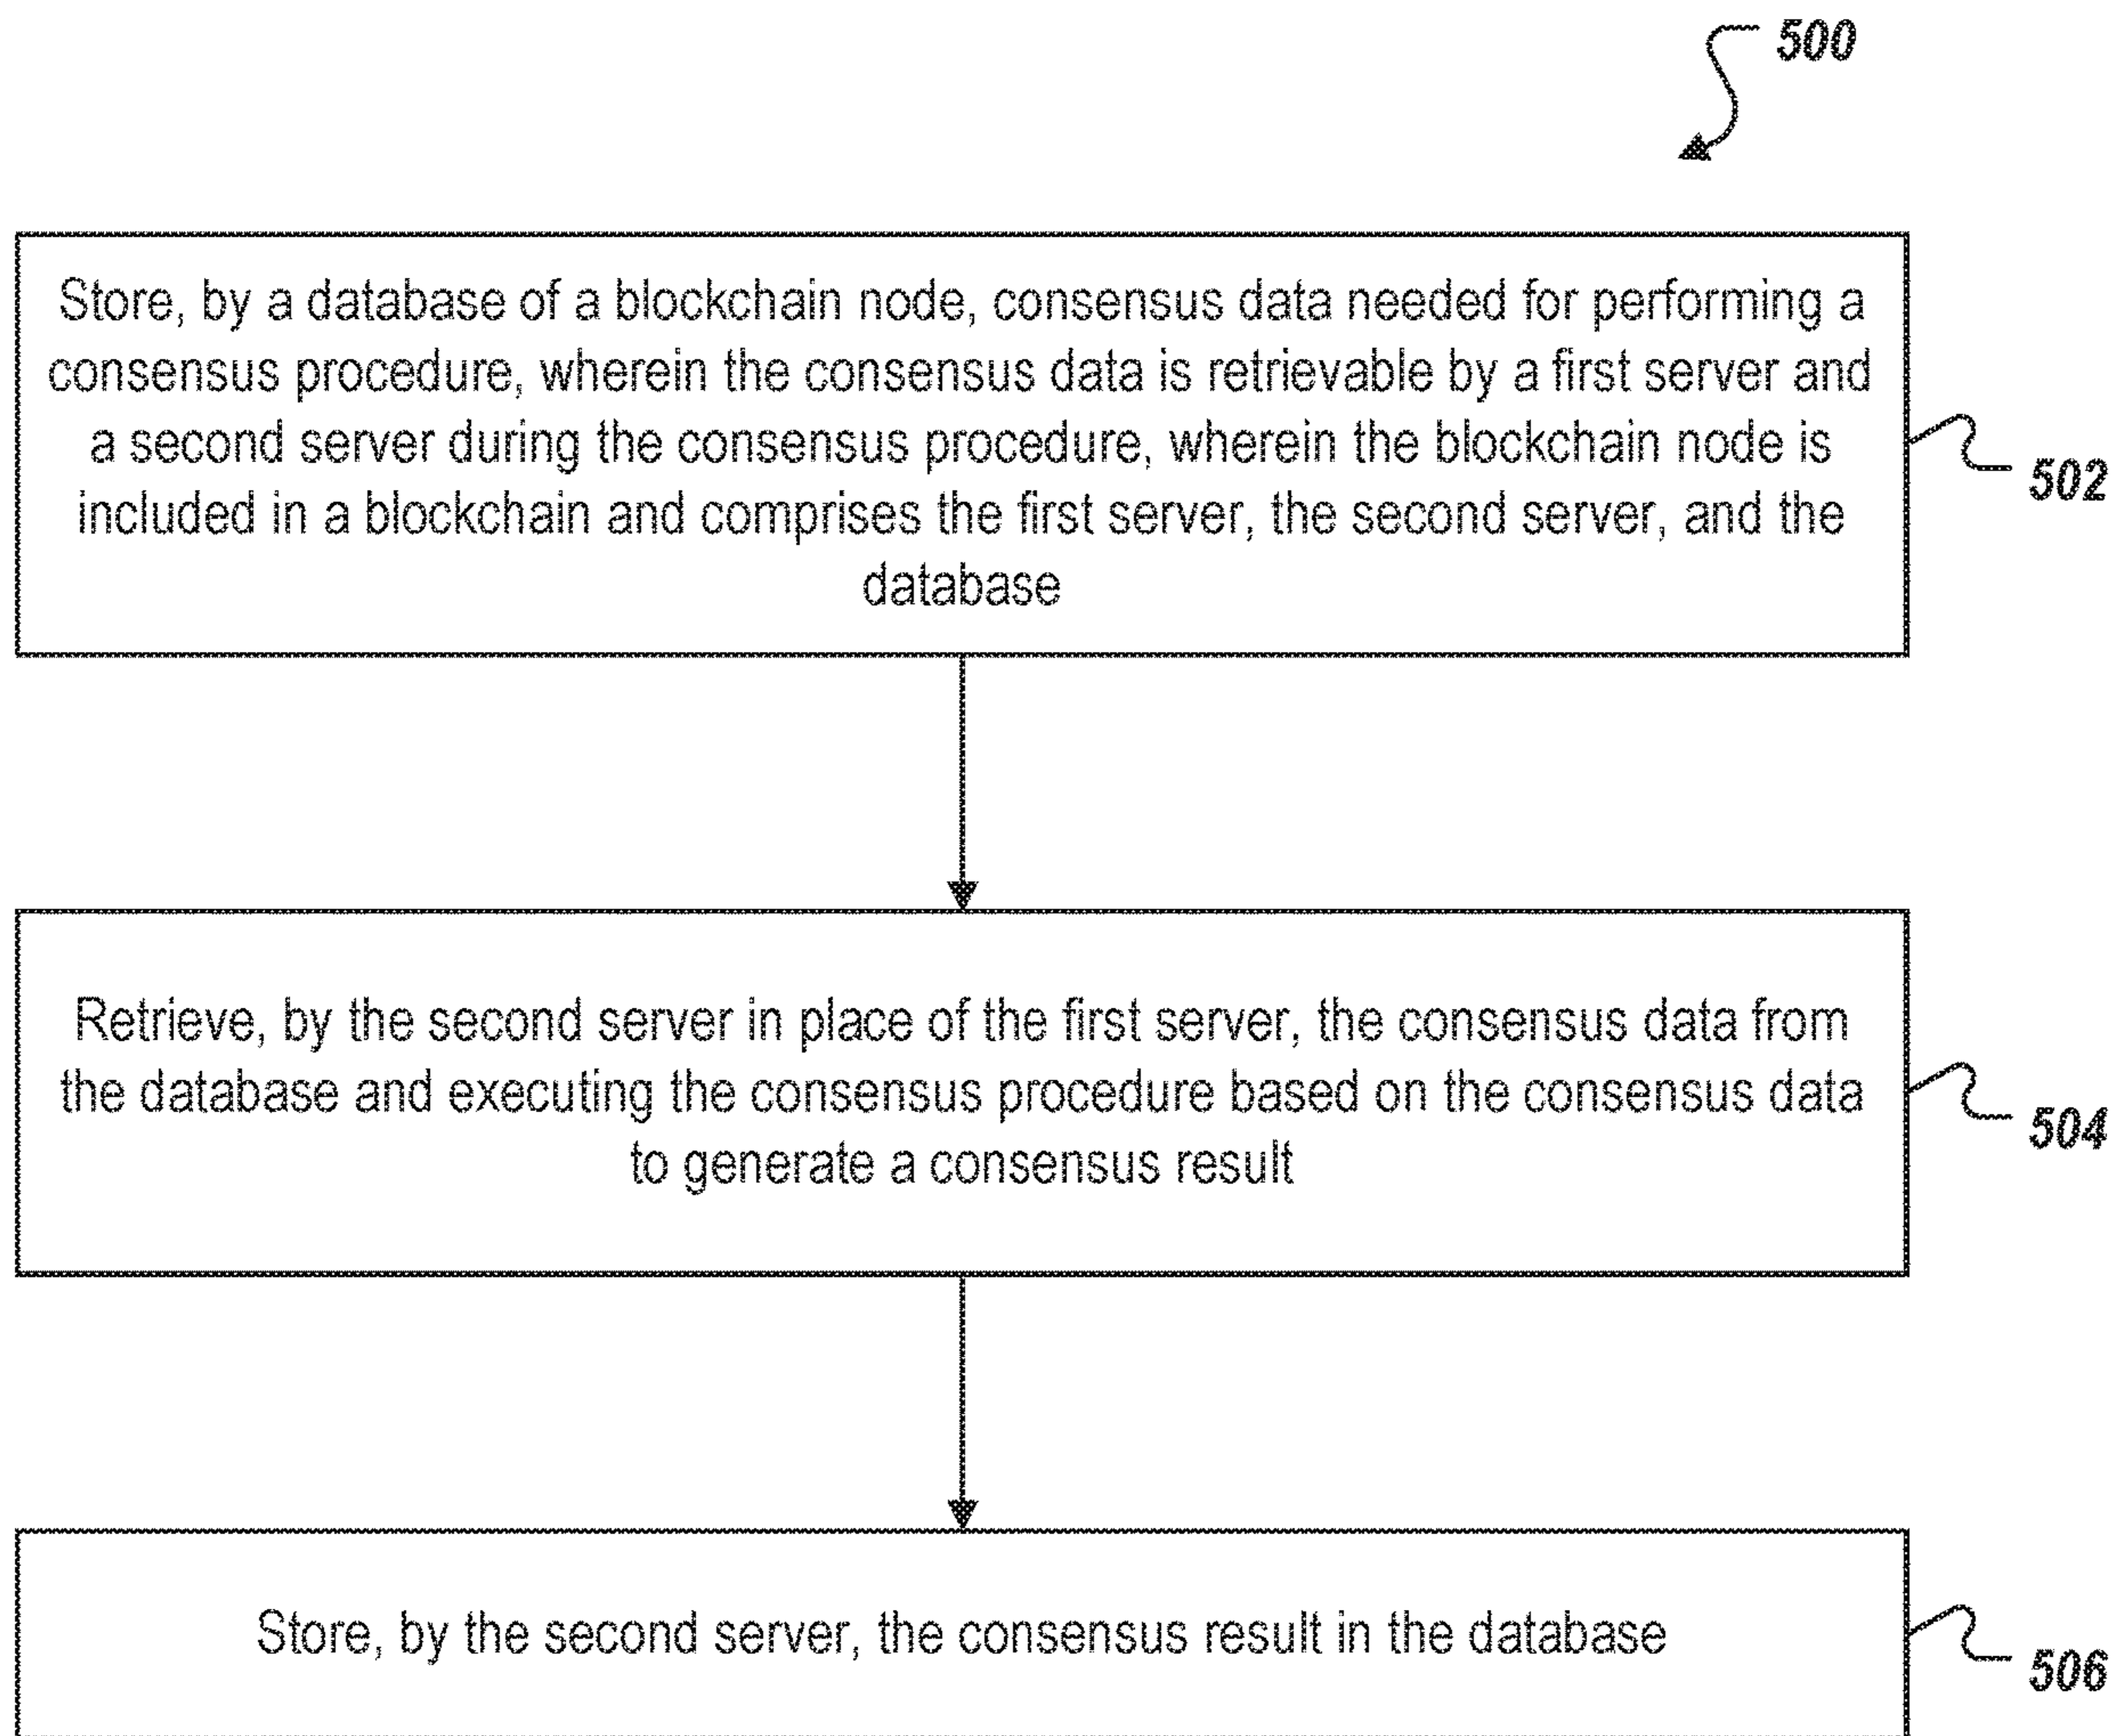 500
Store, by a database of a blockchain node, consensus data needed for performing a
consensus procedure, wherein the consensus data is retrievable by a first server and
a second server during the consensus procedure, wherein the blockchain node is
included in a blockchain and comprises the first server, the second server, and the
database
502
Retrieve, by the second server in place of the first server, the consensus data from
the database and executing the consensus procedure based on the consensus data
to generate a consensus result
504
Store, by the second server, the consensus result in the database
506